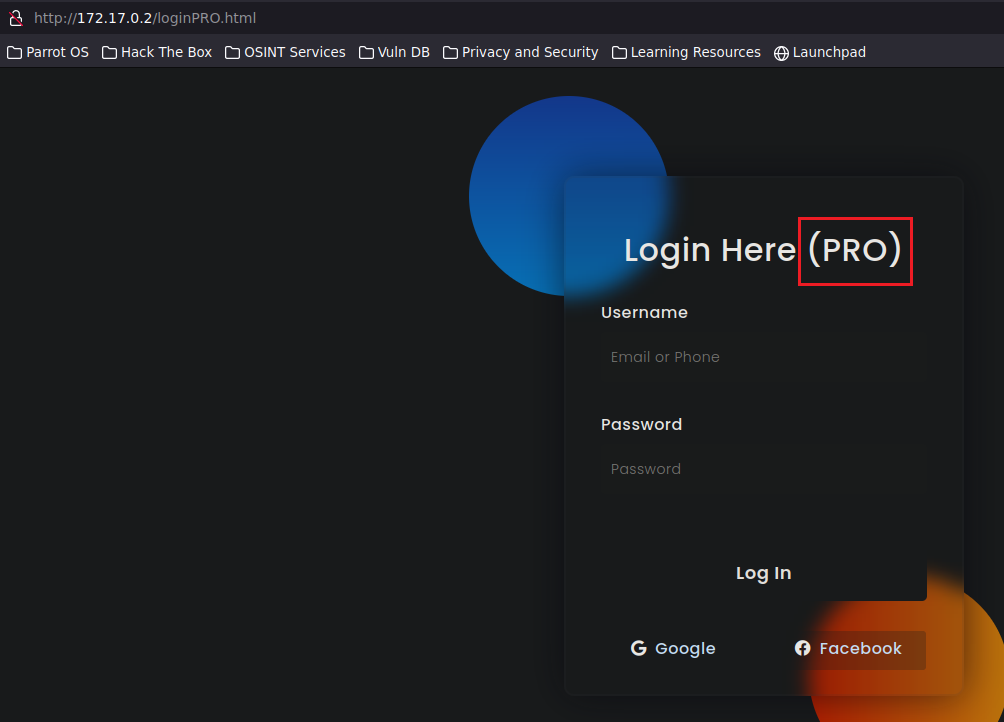 http://172.17.0.2/loginPRO.html
Parrot OS Hack The Box OSINT Services Vuln DB Privacy and Security Learning Resources Launchpad
Login Here (PRO)
Username
Email or Phone
Password
Password
Log In
Google Facebook